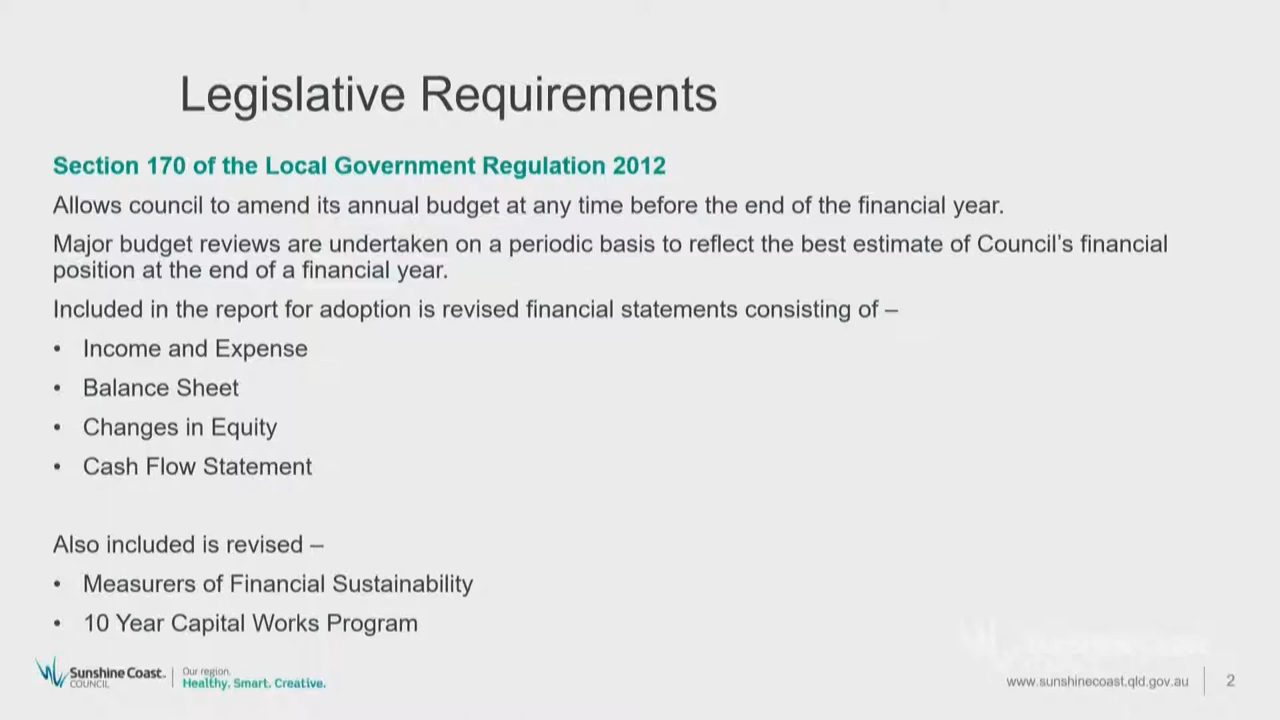 Legislative Requirements
Section 170 of the Local Government Regulation 2012
Allows council to amend its annual budget at any time before the end of the financial year.
Major budget reviews are undertaken on a periodic basis to reflect the best estimate of Council's financial
position at the end of a financial year.
Included in the report for adoption is revised financial statements consisting of –
• Income and Expense
• Balance Sheet
• Changes in Equity
• Cash Flow Statement
Also included is revised –
• Measurers of Financial Sustainability
• 10 Year Capital Works Program
Sunshine Coast.
COUNCIL
Our region.
Healthy. Smart. Creative.
www.sunshinecoast.qld.gov.au
2